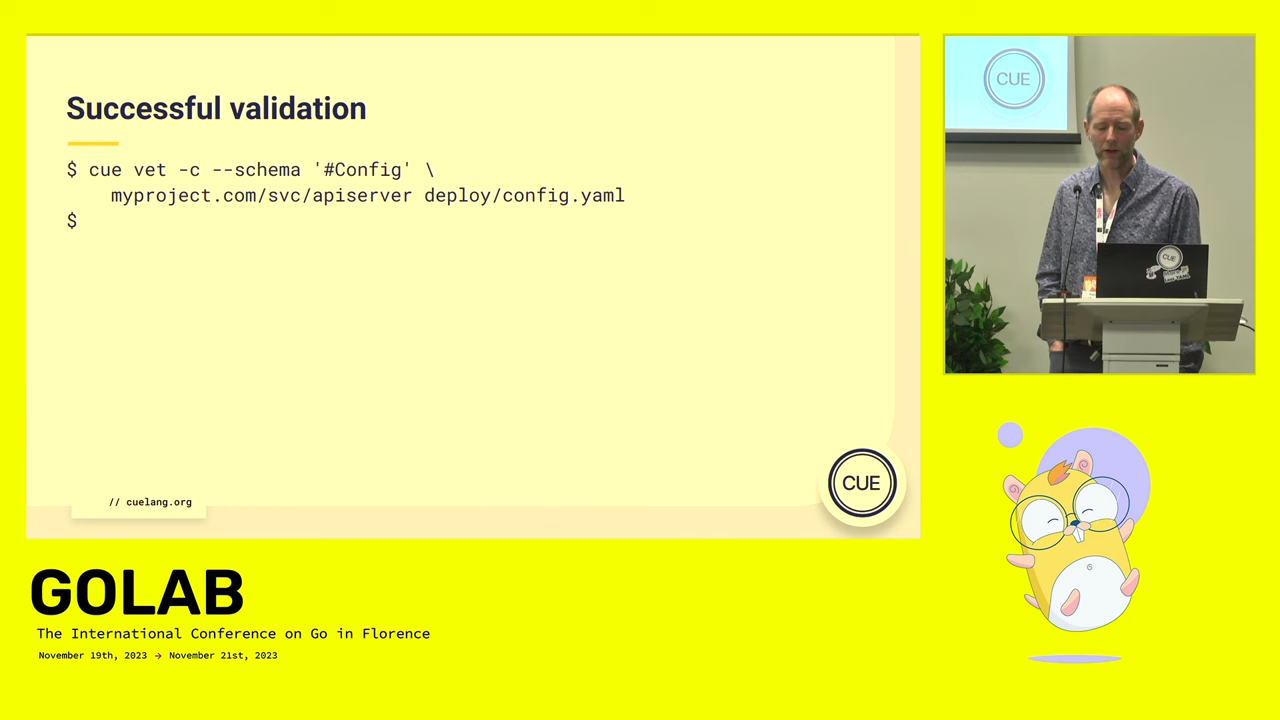 Successful validation
$ cue vet -c --schema '#Config' \
myproject.com/svc/apiserver deploy/config.yaml
$
// cuelang.org
CUE
CUE
CUE
GOLAB
The International Conference on Go in Florence
November 19th, 2023 → November 21st, 2023